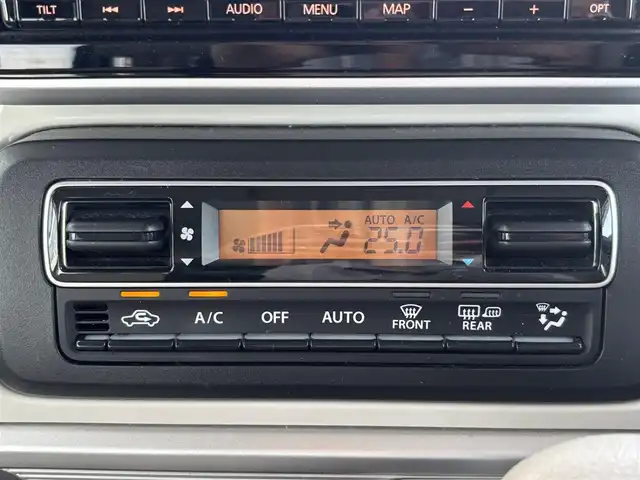 TILT AUDIO MENU MAP - + OPT
AUTO A/C
25.0
A/C OFF AUTO FRONT REAR